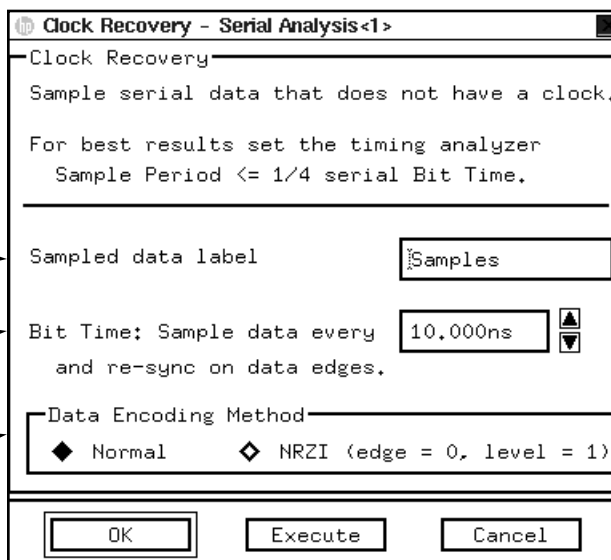 hp Clock Recovery - Serial Analysis<1>
Clock Recovery
Sample serial data that does not have a clock.
For best results set the timing analyzer
Sample Period <= 1/4 serial Bit Time.
Sampled data label Samples
Bit Time: Sample data every 10.000ns
and re-sync on data edges.
Data Encoding Method
Normal NRZI (edge = 0, level = 1)
OK Execute Cancel